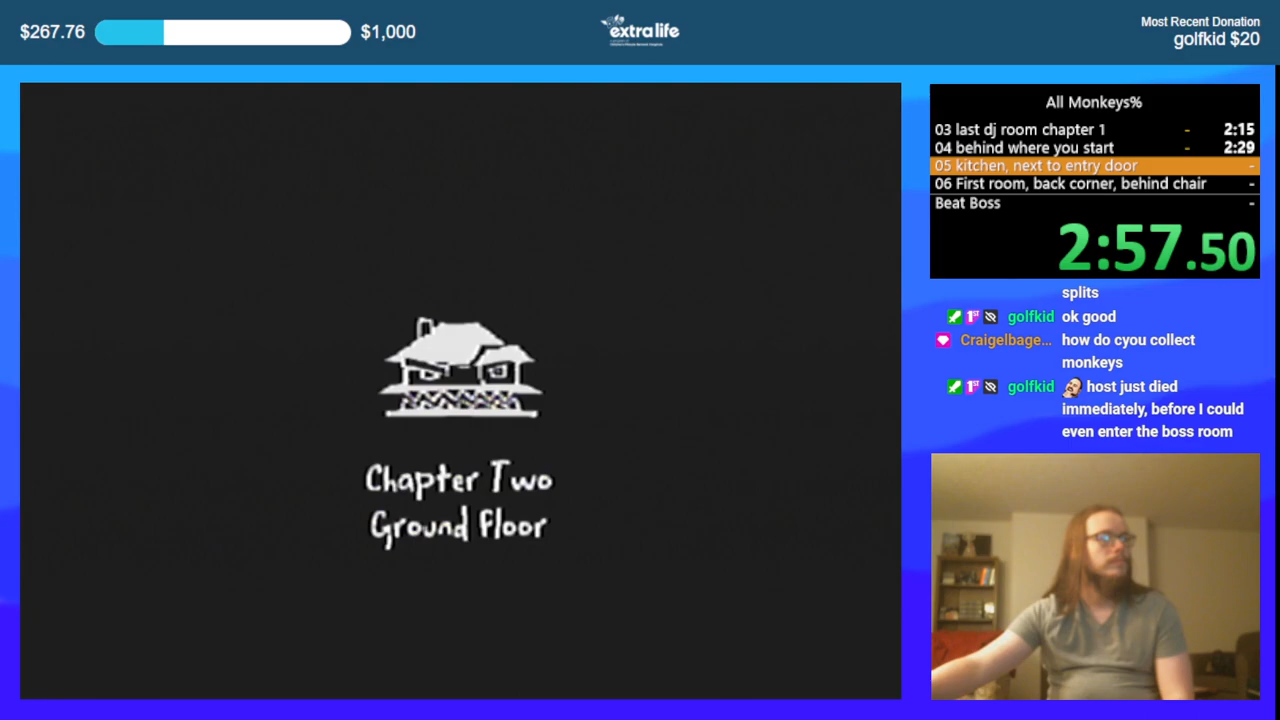 $267.76
$1,000
extralife
Most Recent Donation
golfkid $20
All Monkeys%
03 last dj room chapter 1 - 2:15
04 behind where you start - 2:29
05 kitchen, next to entry door -
06 First room, back corner, behind chair -
Beat Boss -
2:57.50
splits
golfkid ok good
Craigelbage... how do cyou collect
monkeys
golfkid host just died
immediately, before I could
even enter the boss room
Chapter Two
Ground Floor